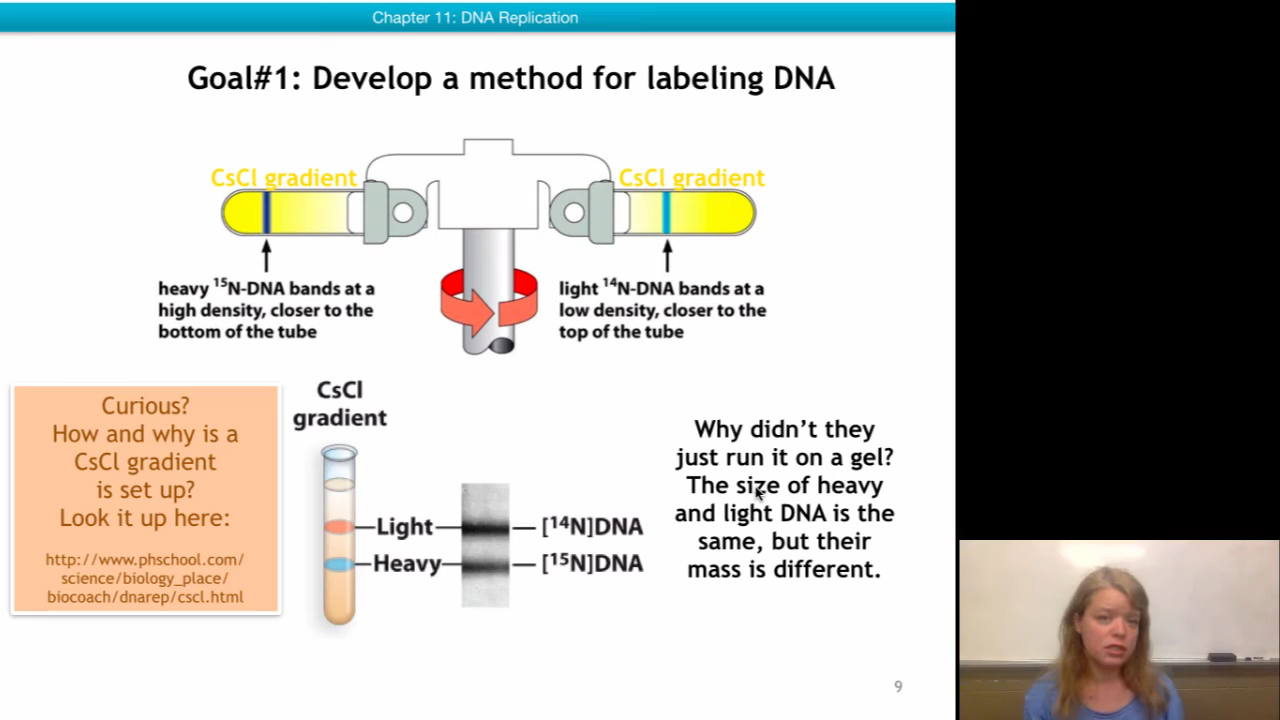 Chapter 11: DNA Replication
Goal#1: Develop a method for labeling DNA
CsCl gradient
CsCl gradient
heavy ¹⁵N-DNA bands at a
high density, closer to the
bottom of the tube
light ¹⁴N-DNA bands at a
low density, closer to the
top of the tube
Curious?
How and why is a
CsCl gradient
is set up?
Look it up here:
http://www.phschool.com/
science/biology_place/
biocoach/dnarep/cscl.html
CsCl
gradient
Light
[¹⁴N]DNA
Heavy
[¹⁵N]DNA
Why didn’t they
just run it on a gel?
The size of heavy
and light DNA is the
same, but their
mass is different.
9